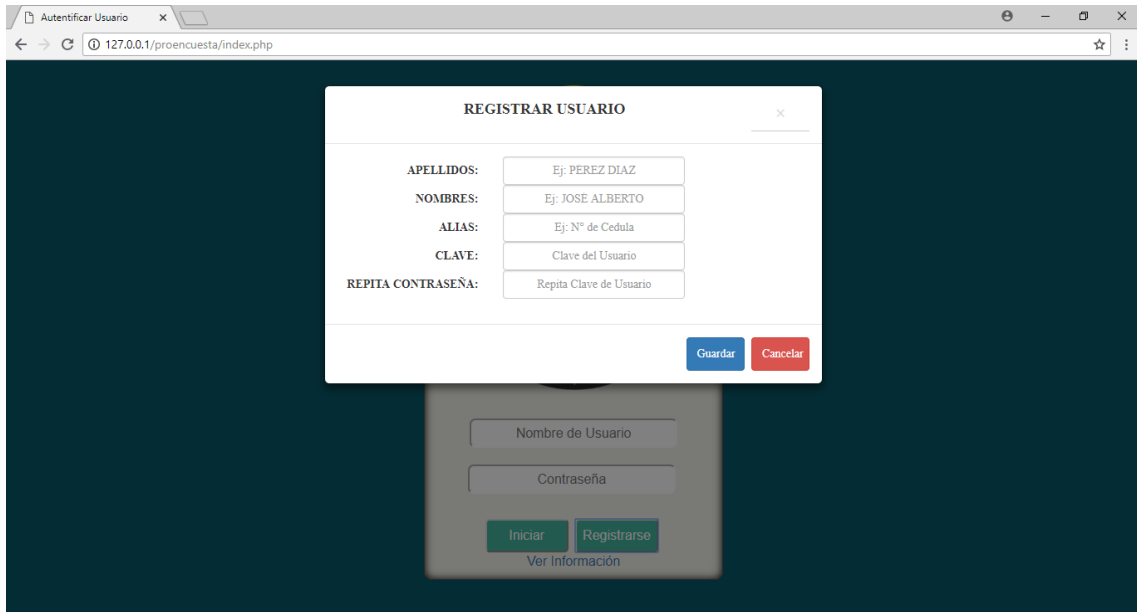 Autentificar Usuario
127.0.0.1/proencuesta/index.php
REGISTRAR USUARIO
APELLIDOS: Ej: PEREZ DIAZ
NOMBRES: Ej: JOSE ALBERTO
ALIAS: Ej: N° de Cedula
CLAVE: Clave del Usuario
REPITA CONTRASEÑA: Repita Clave de Usuario
Guardar Cancelar
Nombre de Usuario
Contraseña
Iniciar Registrarse
Ver Información